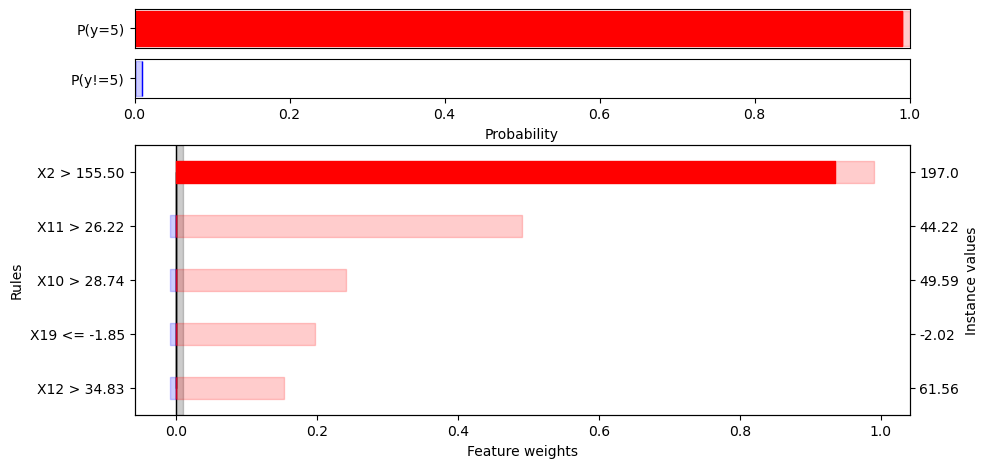 P(y=5)
P(y!=5)
0.0 0.2 0.4 0.6 0.8 1.0
Probability
X2 > 155.50 197.0
X11 > 26.22 44.22
X10 > 28.74 49.59
X19 <= -1.85 -2.02
X12 > 34.83 61.56
Rules
Instance values
0.0 0.2 0.4 0.6 0.8 1.0
Feature weights